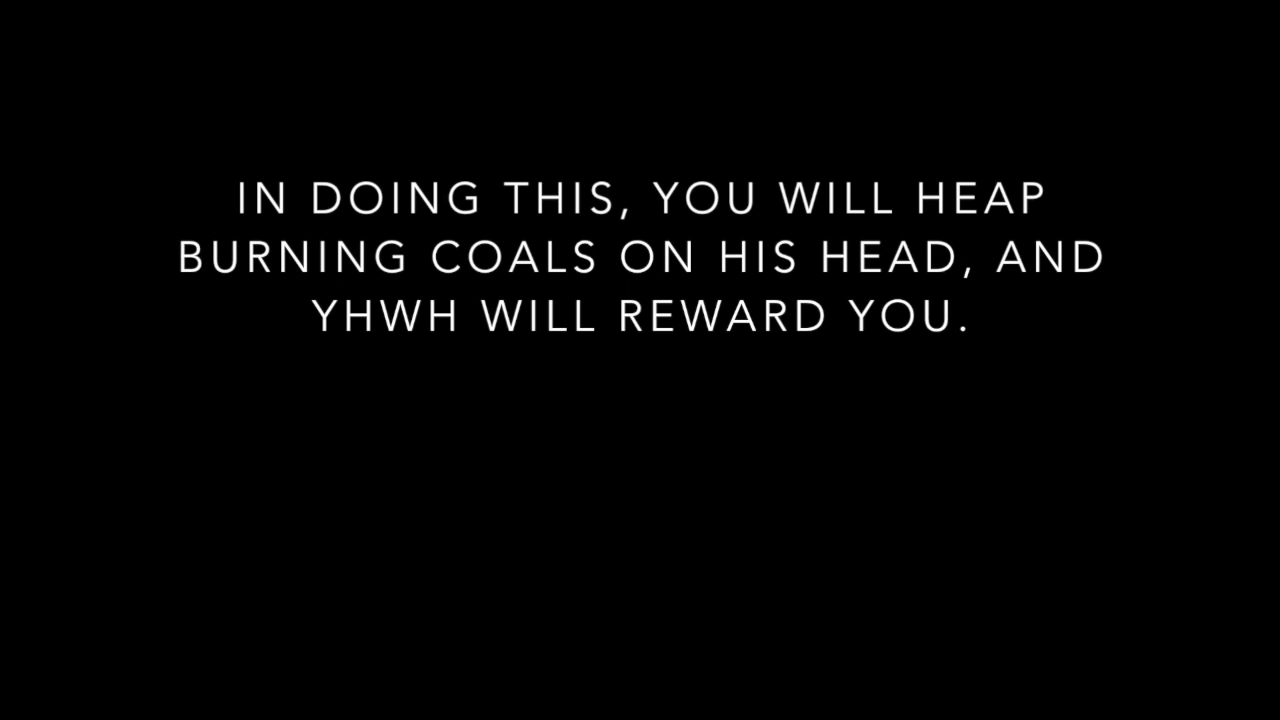 IN DOING THIS, YOU WILL HEAP
BURNING COALS ON HIS HEAD, AND
YHWH WILL REWARD YOU.